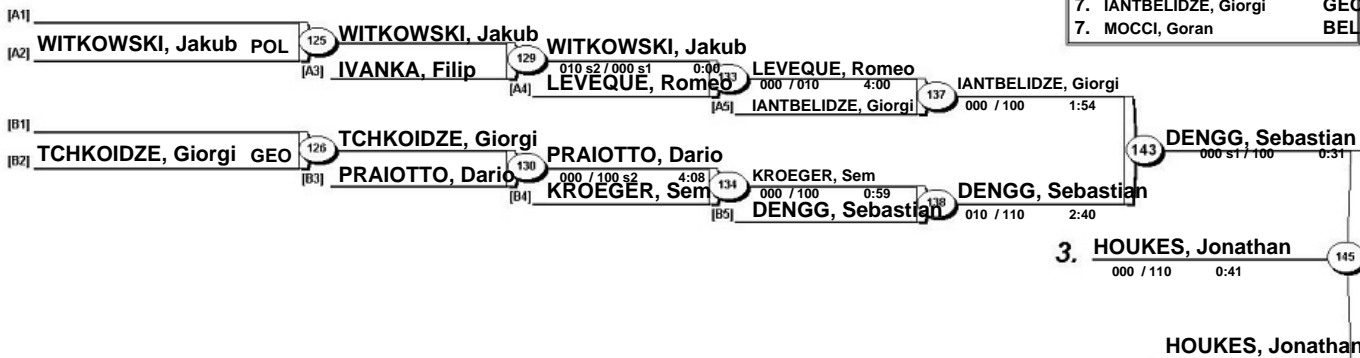 7. IANTBELIDZE, Giorgi GEO
7. MOCCI, Goran BEL
[A1]
[A2] WITKOWSKI, Jakub POL
125
WITKOWSKI, Jakub
[A3] IVANKA, Filip
129
WITKOWSKI, Jakub
010 s2 / 000 s1 0:00
[A4] LEVEQUE, Romeo
133
LEVEQUE, Romeo
000 / 010 4:00
[A5] IANTBELIDZE, Giorgi
137
IANTBELIDZE, Giorgi
000 / 100 1:54
[B1]
[B2] TCHKOIDZE, Giorgi GEO
126
TCHKOIDZE, Giorgi
[B3] PRAIOTTO, Dario
130
PRAIOTTO, Dario
000 / 100 s2 4:08
[B4] KROEGER, Sem
134
KROEGER, Sem
000 / 100 0:59
[B5] DENGG, Sebastian
138
DENGG, Sebastian
010 / 110 2:40
143
DENGG, Sebastian
000 s1 / 100 0:31
3. HOUKES, Jonathan
000 / 110 0:41
145
HOUKES, Jonathan